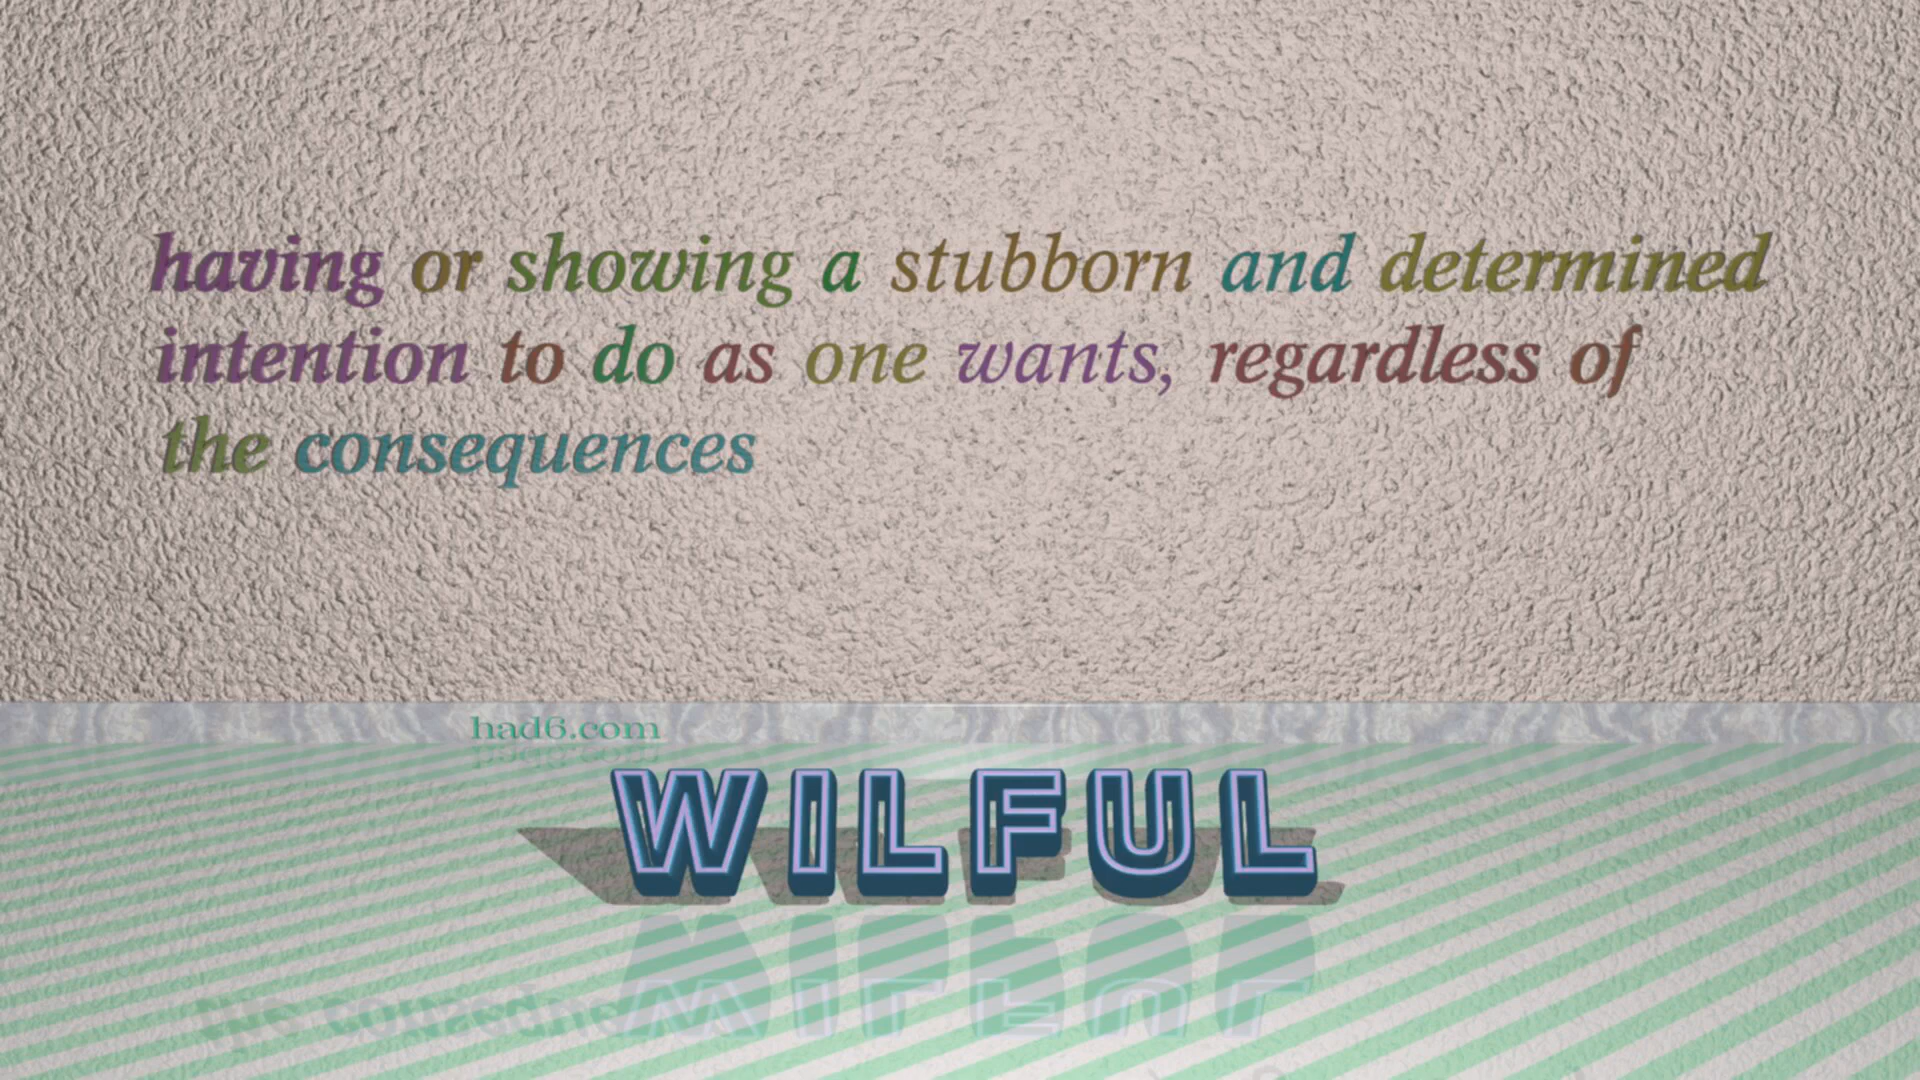 having or showing a stubborn and determined
intention to do as one wants, regardless of
the consequences
had6.com
WILFUL